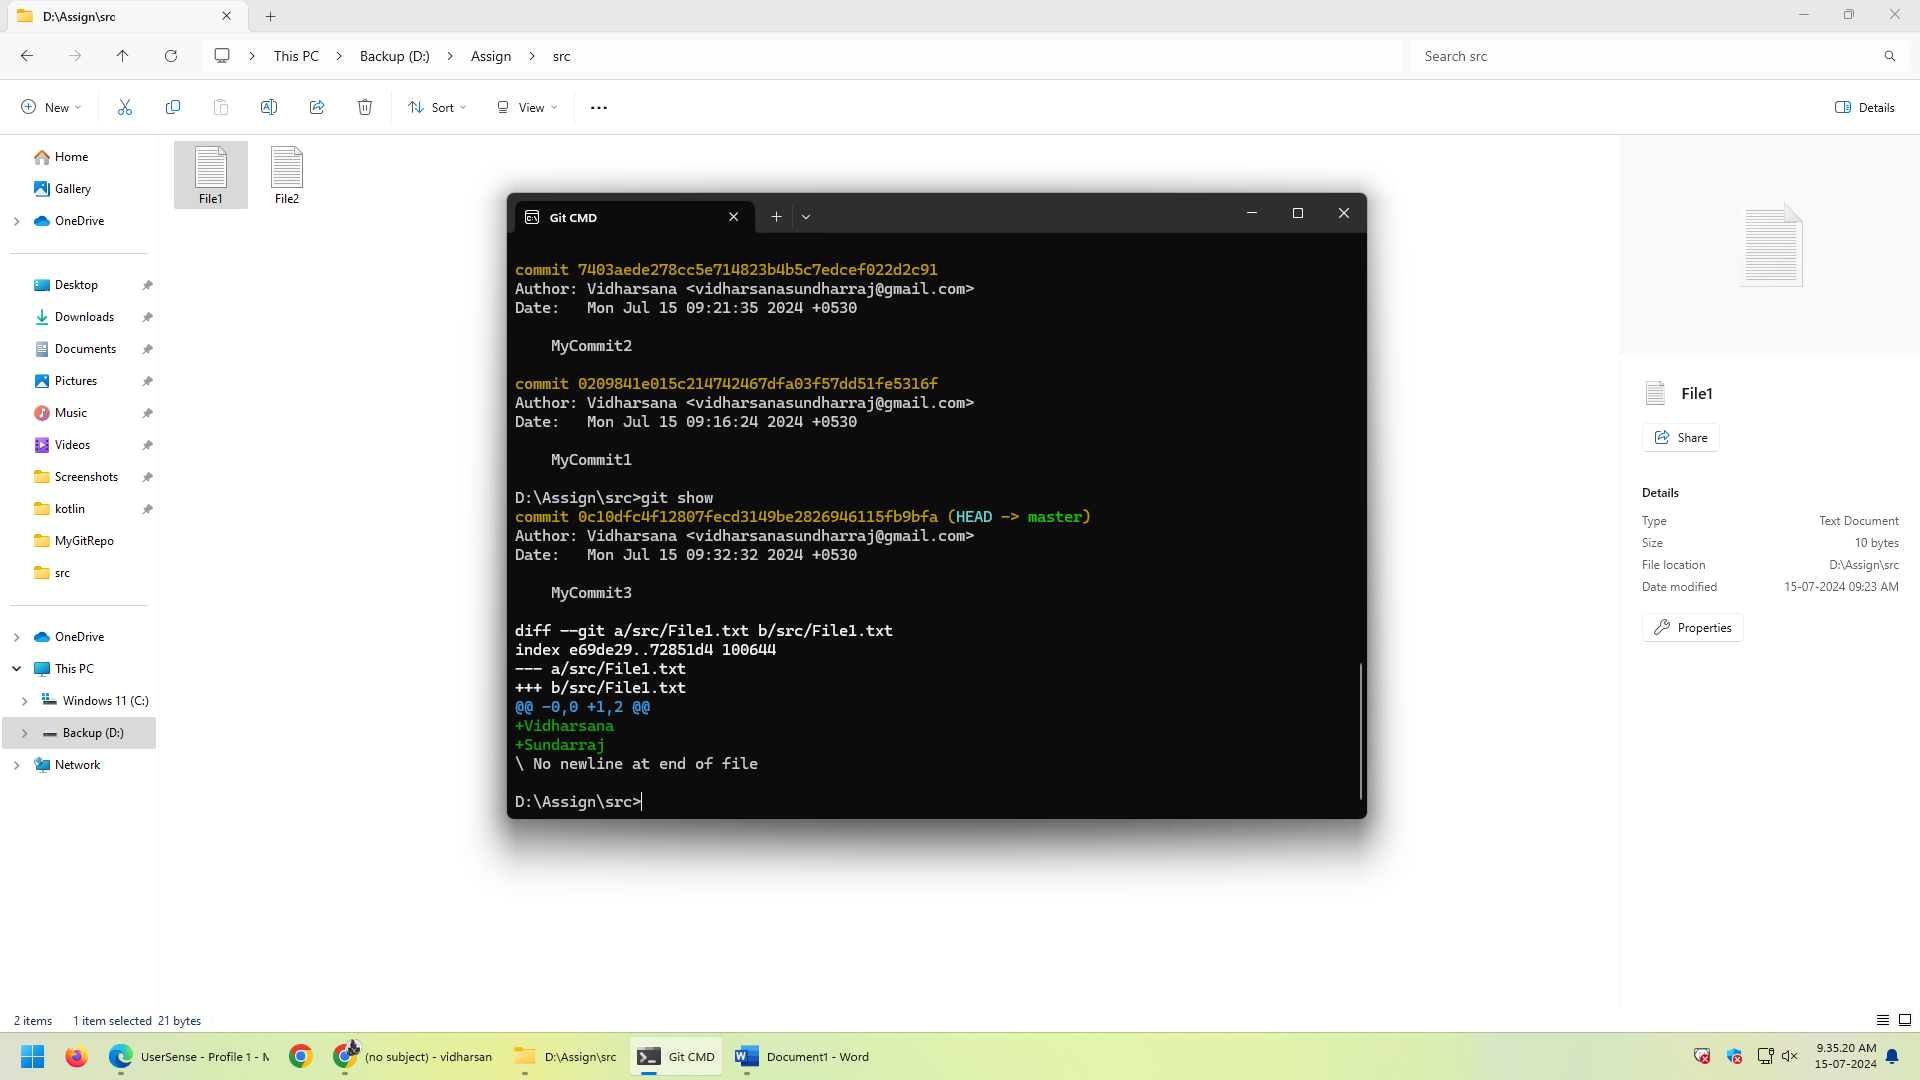 D:\Assign\src
This PC
Backup (D:)
Assign
src
Search src
New
Sort
View
Details
Home
Gallery
OneDrive
Desktop
Downloads
Documents
Pictures
Music
Videos
Screenshots
kotlin
MyGitRepo
src
OneDrive
This PC
Windows 11 (C:)
Backup (D:)
Network
File1
File2
Git CMD
commit 7403aede278cc5e714823b4b5c7edcef022d2c91
Author: Vidharsana <vidharsanasundharraj@gmail.com>
Date:   Mon Jul 15 09:21:35 2024 +0530
MyCommit2
commit 0209841e015c214742467dfa03f57dd51fe5316f
Author: Vidharsana <vidharsanasundharraj@gmail.com>
Date:   Mon Jul 15 09:16:24 2024 +0530
MyCommit1
D:\Assign\src>git show
commit 0c10dfc4f12807fecd3149be2826946115fb9bfa (HEAD -> master)
Author: Vidharsana <vidharsanasundharraj@gmail.com>
Date:   Mon Jul 15 09:32:32 2024 +0530
MyCommit3
diff --git a/src/File1.txt b/src/File1.txt
index e69de29..72851d4 100644
--- a/src/File1.txt
+++ b/src/File1.txt
@@ -0,0 +1,2 @@
+Vidharsana
+Sundarraj
\ No newline at end of file
D:\Assign\src>
File1
Share
Details
Type Text Document
Size 10 bytes
File location D:\Assign\src
Date modified 15-07-2024 09:23 AM
Properties
2 items 1 item selected 21 bytes
UserSense - Profile 1 - M
(no subject) - vidharsan
D:\Assign\src
Git CMD
Document1 - Word
9.35.20 AM
15-07-2024